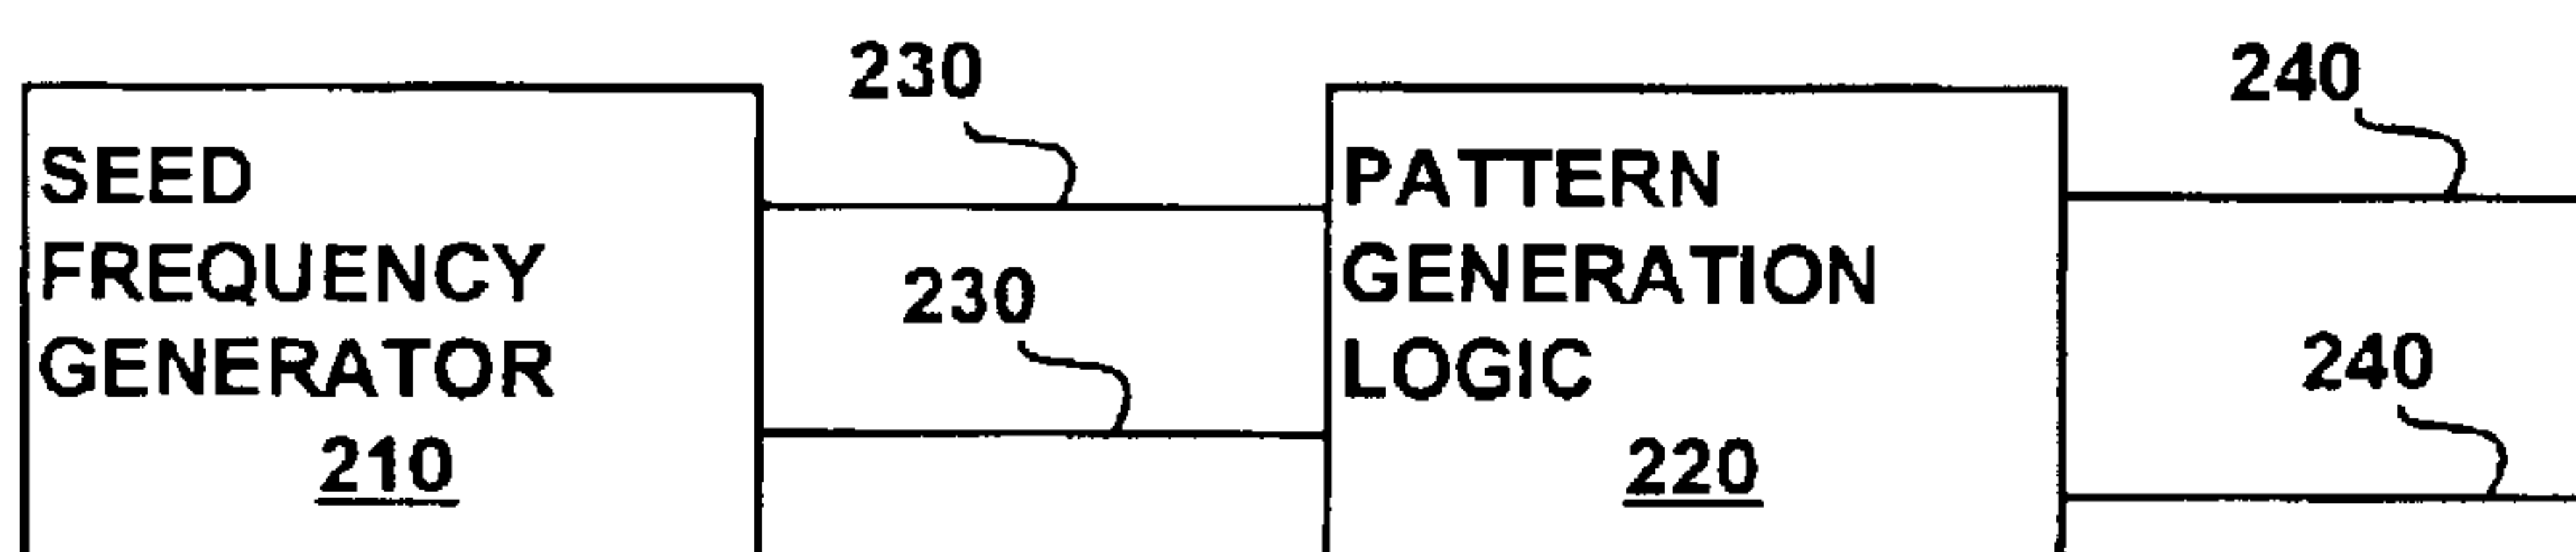 230
240
SEED
FREQUENCY
GENERATOR
210
230
PATTERN
GENERATION
LOGIC
220
240